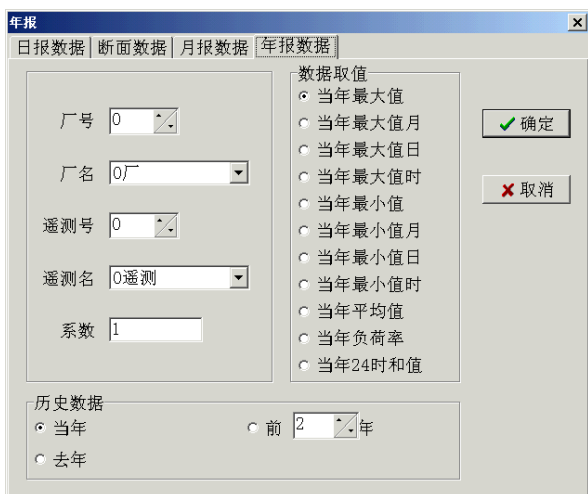 年报
日报数据 断面数据 月报数据 年报数据
厂号 0
厂名 0厂
遥测号 0
遥测名 0遥测
系数 1
数据取值
当年最大值
当年最大值月
当年最大值日
当年最大值时
当年最小值
当年最小值月
当年最小值日
当年最小值时
当年平均值
当年负荷率
当年24时和值
确定
取消
历史数据
当年 前 2 年
去年